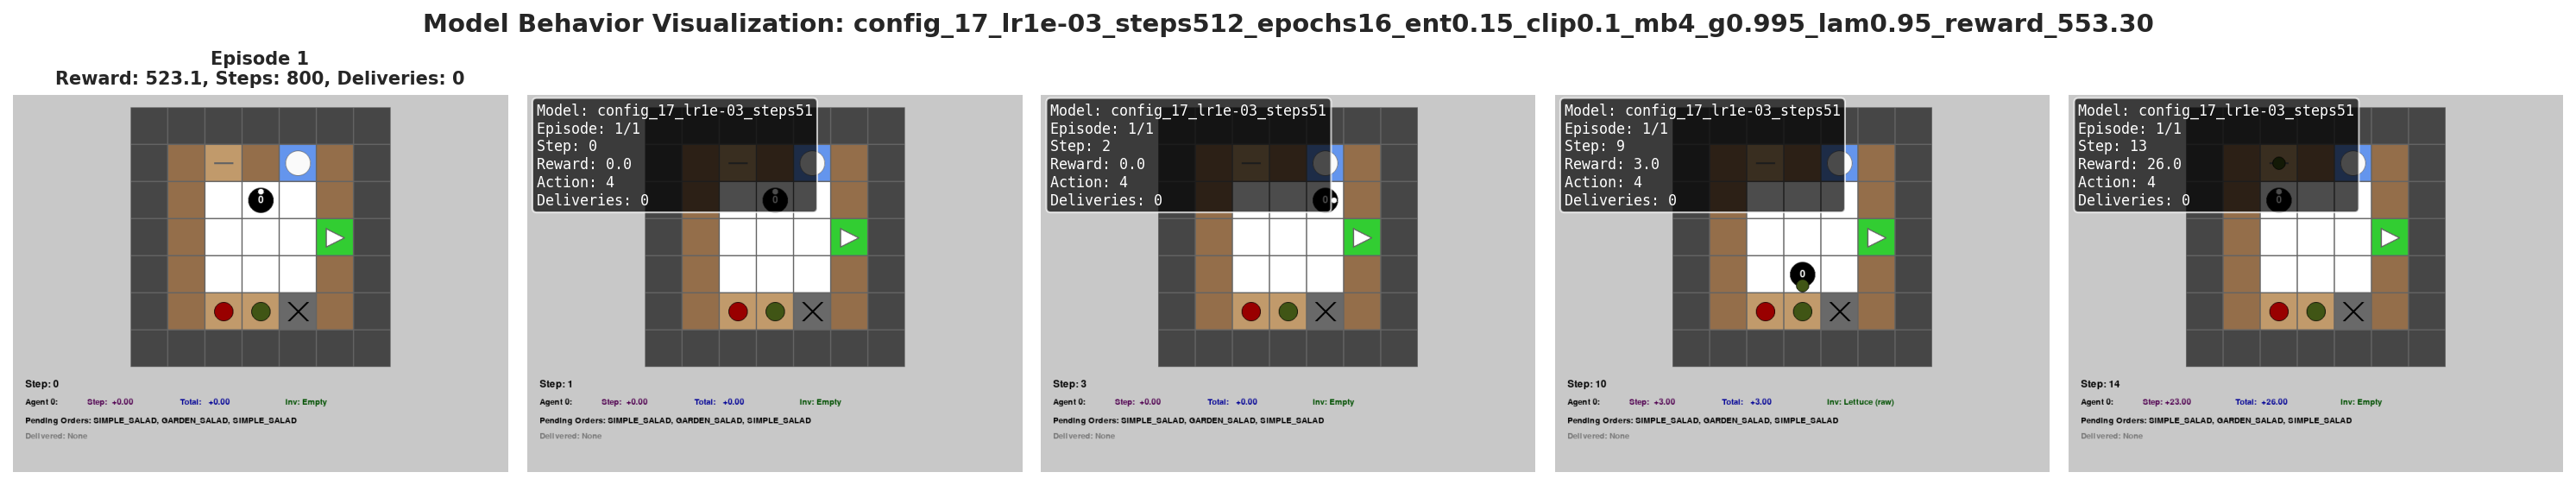 Model Behavior Visualization: config_17_lr1e-03_steps512_epochs16_ent0.15_clip0.1_mb4_g0.995_lam0.95_reward_553.30
Episode 1
Reward: 523.1, Steps: 800, Deliveries: 0
0
Step: 0
Agent 0: Step: +0.00 Total: +0.00 Inv: Empty
Pending Orders: SIMPLE_SALAD, GARDEN_SALAD, SIMPLE_SALAD
Delivered: None
Model: config_17_lr1e-03_steps51
Episode: 1/1
Step: 0
Reward: 0.0
Action: 4
Deliveries: 0
0
Step: 1
Agent 0: Step: +0.00 Total: +0.00 Inv: Empty
Pending Orders: SIMPLE_SALAD, GARDEN_SALAD, SIMPLE_SALAD
Delivered: None
Model: config_17_lr1e-03_steps51
Episode: 1/1
Step: 2
Reward: 0.0
Action: 4
Deliveries: 0
0
Step: 3
Agent 0: Step: +0.00 Total: +0.00 Inv: Empty
Pending Orders: SIMPLE_SALAD, GARDEN_SALAD, SIMPLE_SALAD
Delivered: None
Model: config_17_lr1e-03_steps51
Episode: 1/1
Step: 9
Reward: 3.0
Action: 4
Deliveries: 0
0
Step: 10
Agent 0: Step: +3.00 Total: +3.00 Inv: Lettuce (raw)
Pending Orders: SIMPLE_SALAD, GARDEN_SALAD, SIMPLE_SALAD
Delivered: None
Model: config_17_lr1e-03_steps51
Episode: 1/1
Step: 13
Reward: 26.0
Action: 4
Deliveries: 0
0
Step: 14
Agent 0: Step: +23.00 Total: +26.00 Inv: Empty
Pending Orders: SIMPLE_SALAD, GARDEN_SALAD, SIMPLE_SALAD
Delivered: None